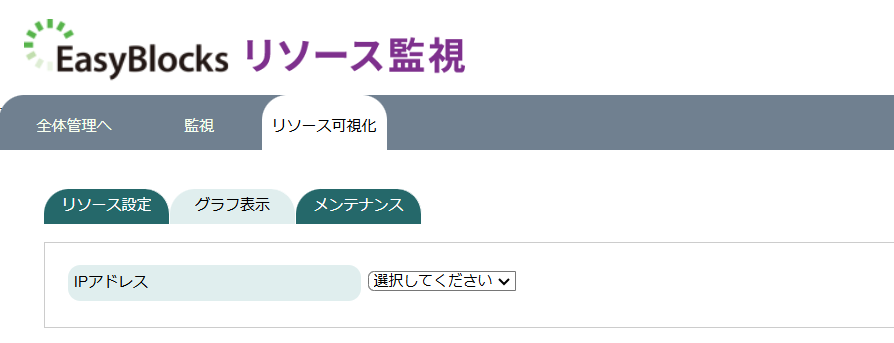 EasyBlocks リソース監視
全体管理へ 監視 リソース可視化
リソース設定 グラフ表示 メンテナンス
IPアドレス 選択してください